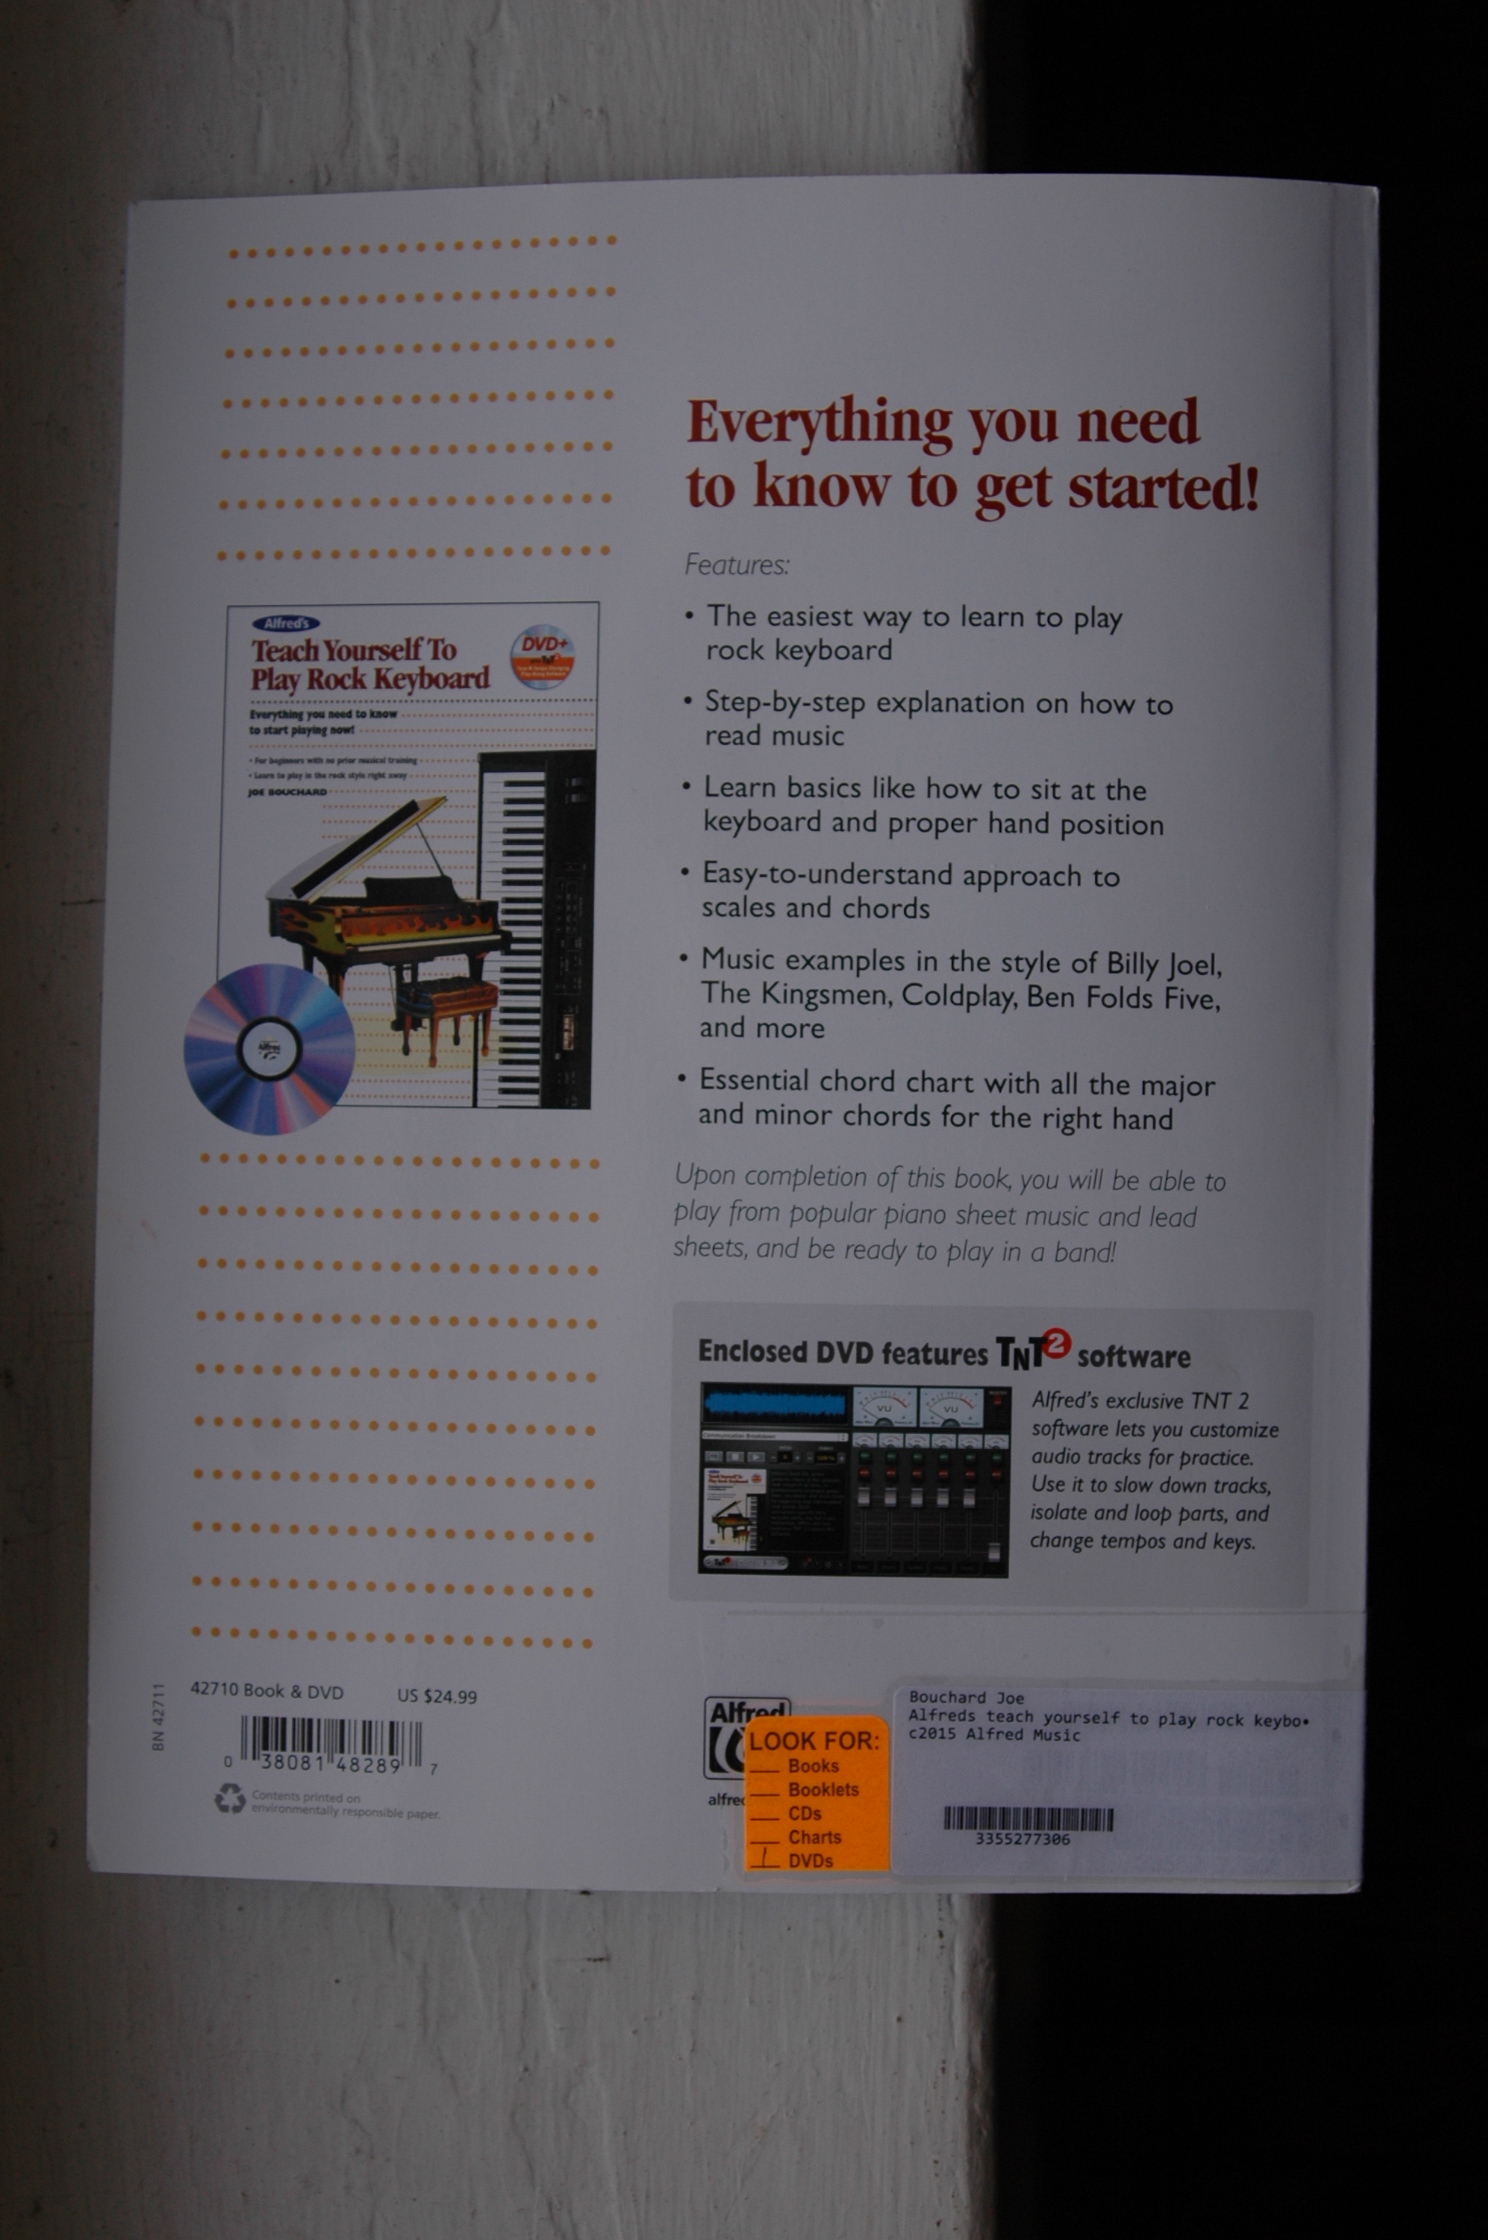 Everything you need
to know to get started!
Features:
• The easiest way to learn to play
rock keyboard
• Step-by-step explanation on how to
read music
• Learn basics like how to sit at the
keyboard and proper hand position
• Easy-to-understand approach to
scales and chords
• Music examples in the style of Billy Joel,
The Kingsmen, Coldplay, Ben Folds Five,
and more
• Essential chord chart with all the major
and minor chords for the right hand
Upon completion of this book, you will be able to
play from popular piano sheet music and lead
sheets, and be ready to play in a band!
Alfred's
Teach Yourself To
Play Rock Keyboard
DVD+
Everything you need to know
to start playing now!
• For beginners with no prior musical training
• Learn to play in the rock style right away
JOE BOUCHARD
Alfred
Enclosed DVD features TNT2 software
Alfred's exclusive TNT 2
software lets you customize
audio tracks for practice.
Use it to slow down tracks,
isolate and loop parts, and
change tempos and keys.
VU VU
Communication Breakdown
BN 42711
42710 Book & DVD US $24.99
0 38081 48289 7
Contents printed on
environmentally responsible paper.
Alfred
alfred
LOOK FOR:
___ Books
___ Booklets
___ CDs
___ Charts
_1_ DVDs
Bouchard Joe
Alfreds teach yourself to play rock keybo•
c2015 Alfred Music
3355277306